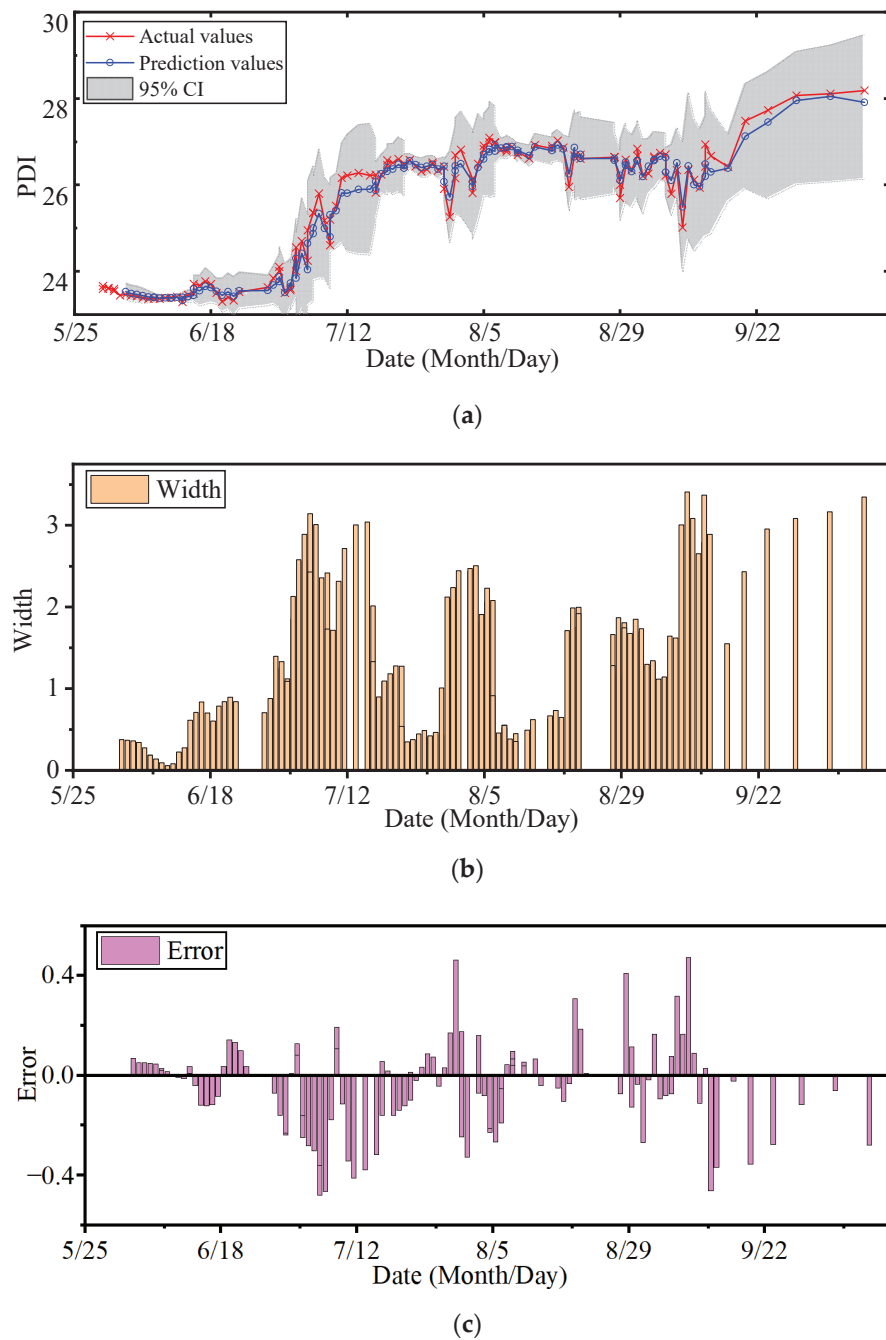 30
28
26
24
PDI
Actual values
Prediction values
95% CI
5/25
6/18
7/12
8/5
8/29
9/22
Date (Month/Day)
(a)
3
2
1
0
Width
Width
5/25
6/18
7/12
8/5
8/29
9/22
Date (Month/Day)
(b)
0.4
0.0
−0.4
Error
Error
5/25
6/18
7/12
8/5
8/29
9/22
Date (Month/Day)
(c)